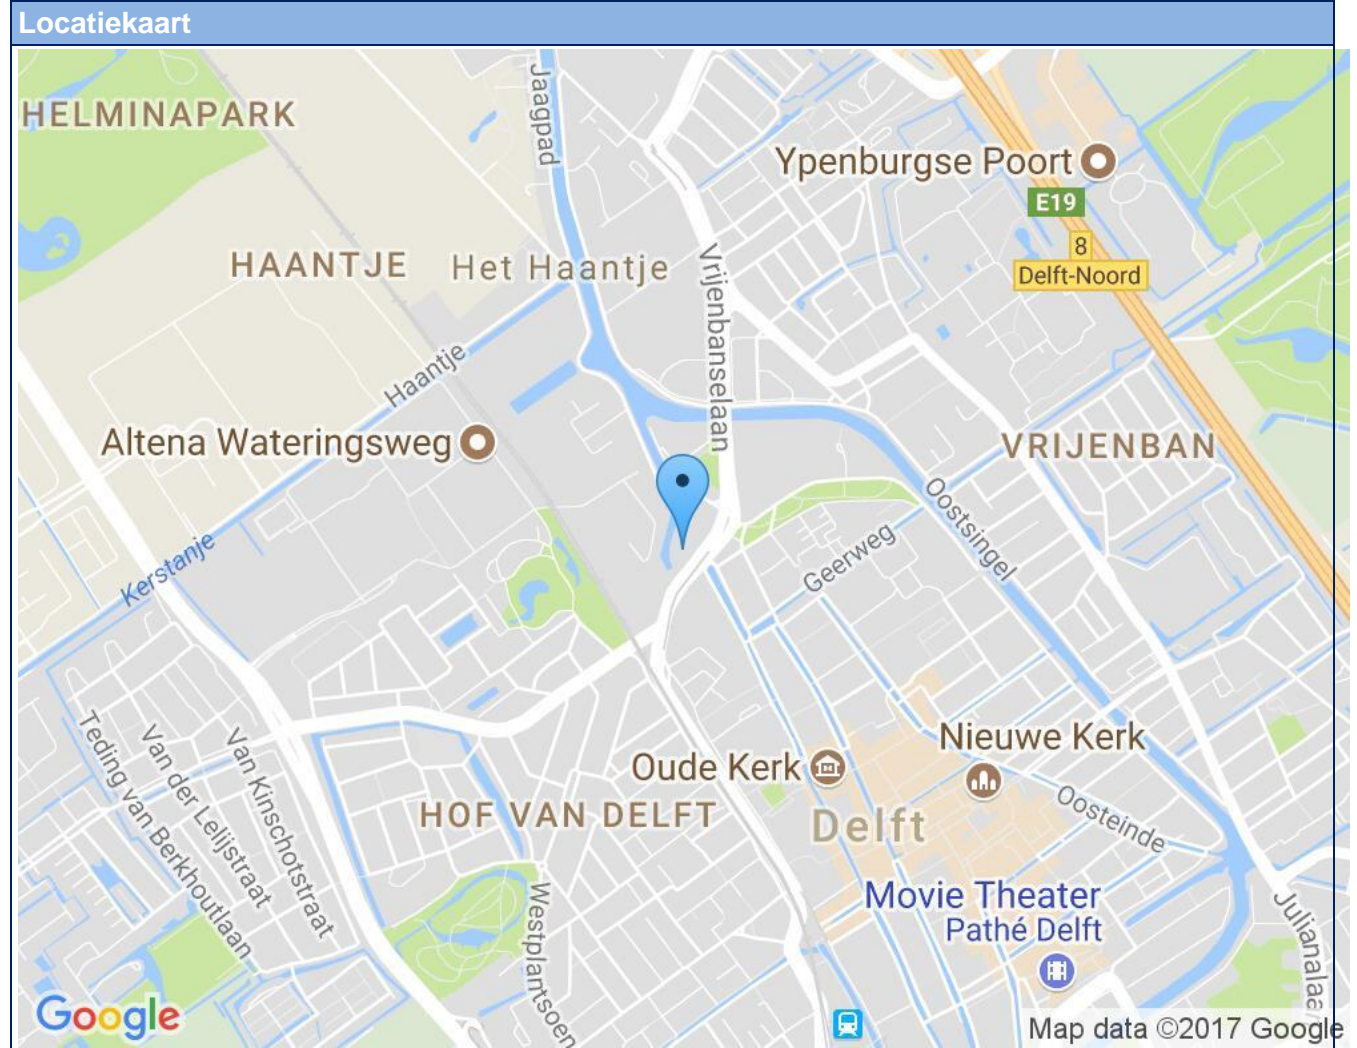 Locatiekaart
HELMINAPARK
Jaagpad
Ypenburgse Poort
E19
8
Delft-Noord
HAANTJE
Het Haantje
Vrijenbanselaan
Haantje
Altena Wateringsweg
VRIJENBAN
Oostsingel
Geerweg
Kerstanje
Teding van Berkhoutlaan
Van der Lelijstraat
Van Kinschotstraat
Nieuwe Kerk
Oude Kerk
HOF VAN DELFT
Delft
Oosteinde
Westplantsoen
Movie Theater
Pathé Delft
Julianalaa
Google
Map data ©2017 Google